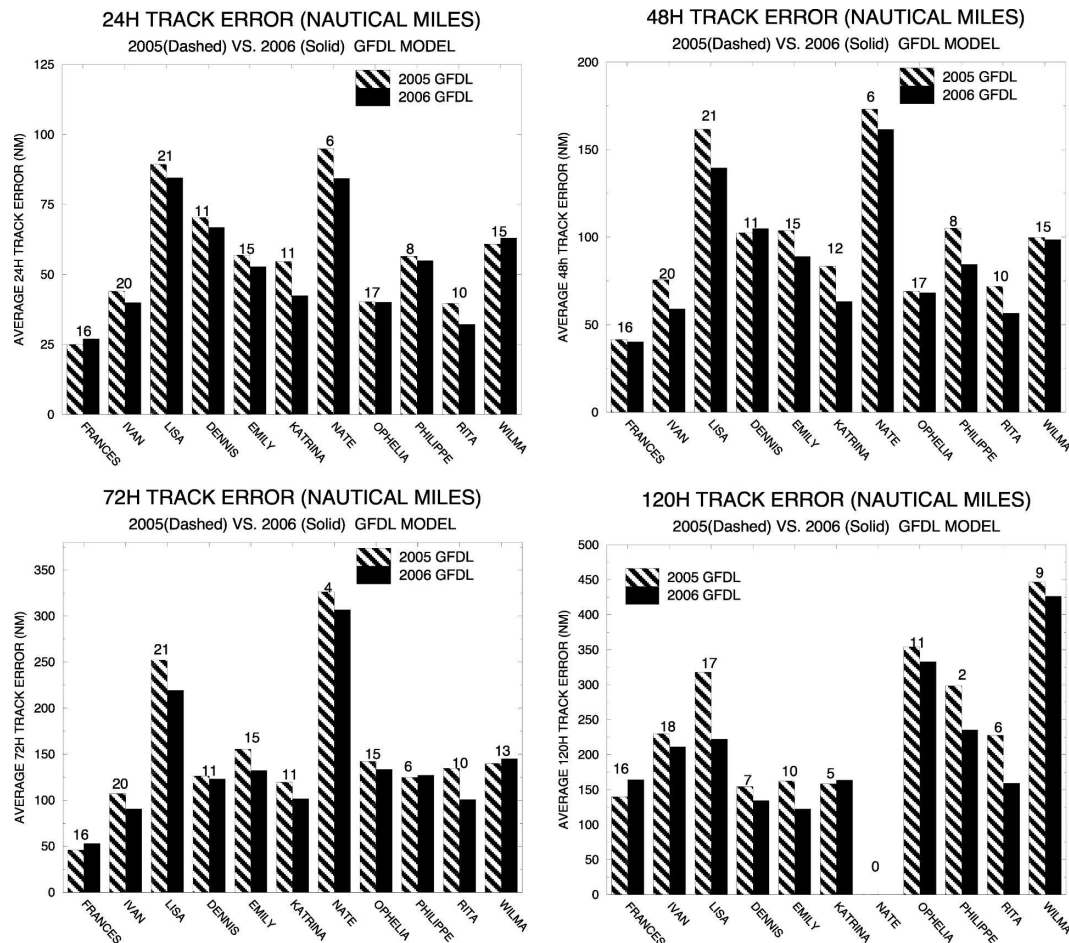 24H TRACK ERROR (NAUTICAL MILES)
2005(Dashed) VS. 2006 (Solid) GFDL MODEL
AVERAGE 24H TRACK ERROR (NM)
125
100
75
50
25
0
2005 GFDL
2006 GFDL
16
20
21
11
15
11
6
17
8
10
15
FRANCES
IVAN
LISA
DENNIS
EMILY
KATRINA
NATE
OPHELIA
PHILIPPE
RITA
WILMA
48H TRACK ERROR (NAUTICAL MILES)
2005(Dashed) VS. 2006 (Solid) GFDL MODEL
AVERAGE 48h TRACK ERROR (NM)
200
150
100
50
0
2005 GFDL
2006 GFDL
16
20
21
11
15
12
6
17
8
10
15
FRANCES
IVAN
LISA
DENNIS
EMILY
KATRINA
NATE
OPHELIA
PHILIPPE
RITA
WILMA
72H TRACK ERROR (NAUTICAL MILES)
2005(Dashed) VS. 2006 (Solid) GFDL MODEL
AVERAGE 72H TRACK ERROR (NM)
350
300
250
200
150
100
50
0
2005 GFDL
2006 GFDL
16
20
21
11
15
11
4
15
6
10
13
FRANCES
IVAN
LISA
DENNIS
EMILY
KATRINA
NATE
OPHELIA
PHILIPPE
RITA
WILMA
120H TRACK ERROR (NAUTICAL MILES)
2005(Dashed) VS. 2006 (Solid) GFDL MODEL
AVERAGE 120H TRACK ERROR (NM)
500
450
400
350
300
250
200
150
100
50
0
2005 GFDL
2006 GFDL
16
18
17
7
10
5
0
11
2
6
9
FRANCES
IVAN
LISA
DENNIS
EMILY
KATRINA
NATE
OPHELIA
PHILIPPE
RITA
WILMA